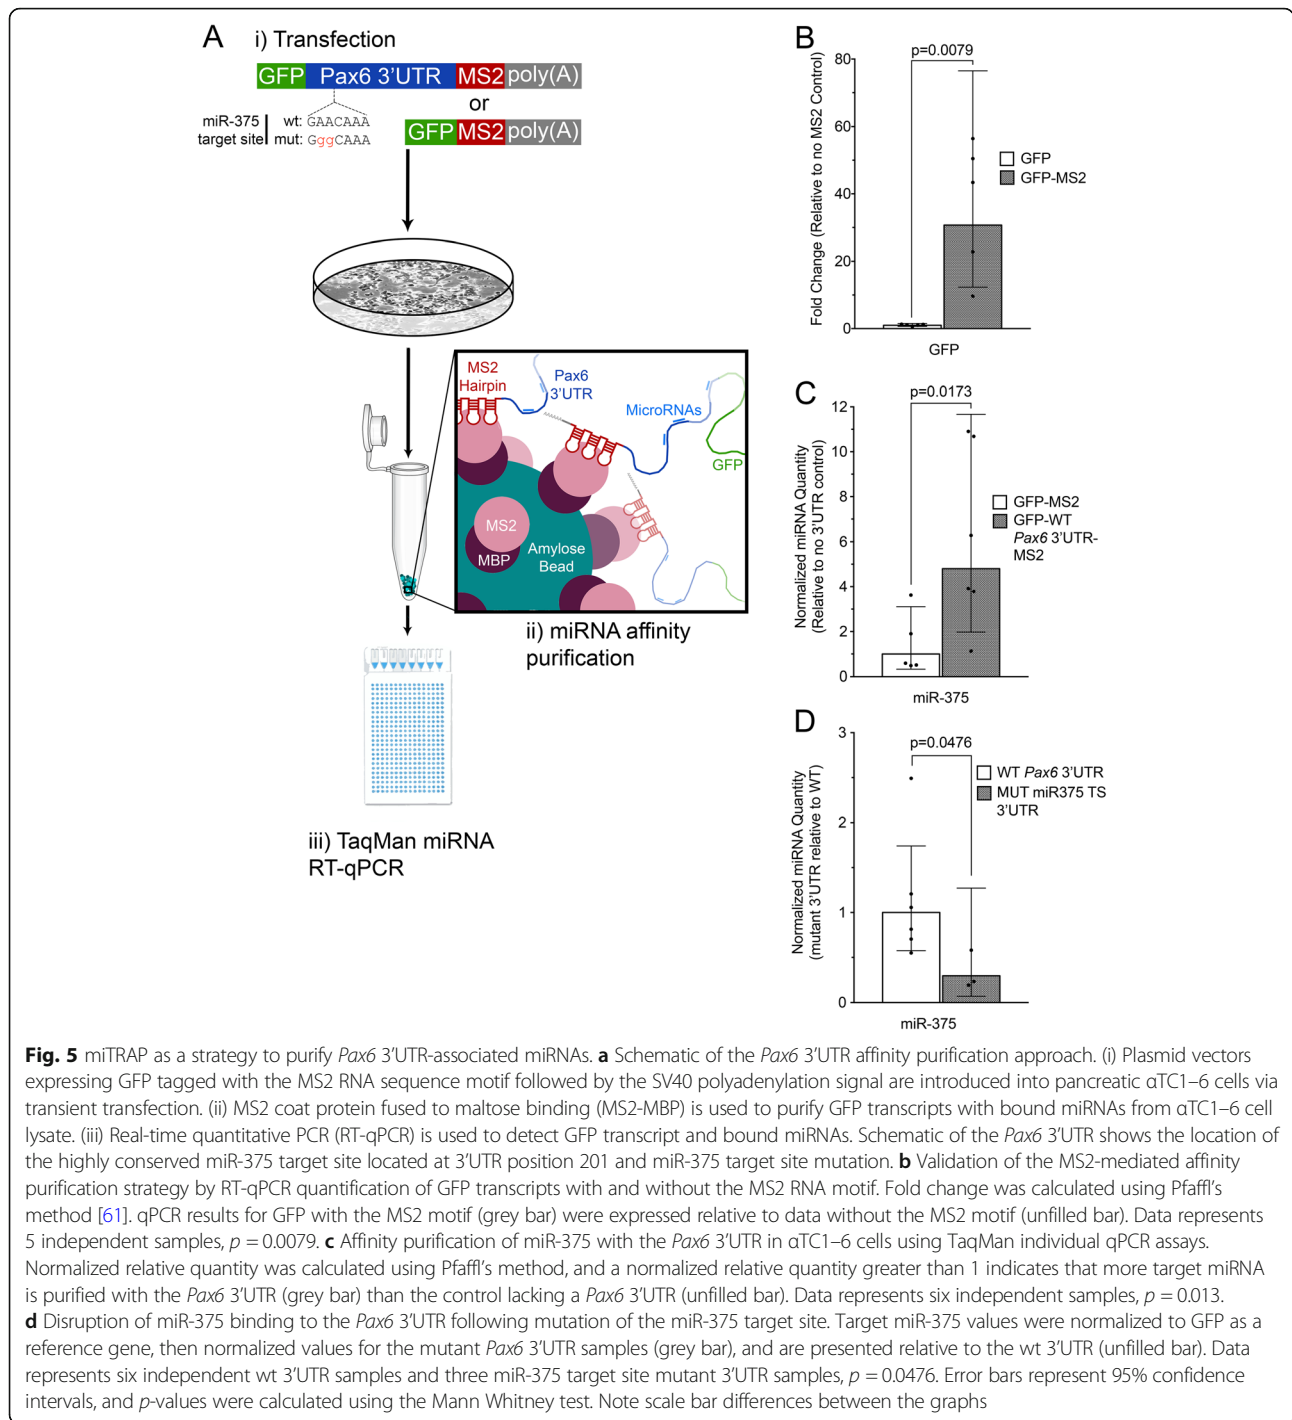 A
i) Transfection
GFP Pax6 3'UTR MS2 poly(A)
or
miR-375 target site
wt: GAACAAA
mut: GggCAAA
GFP MS2 poly(A)
MS2
Hairpin
Pax6
3'UTR
MicroRNAs
GFP
MS2
MBP
Amylose
Bead
ii) miRNA affinity
purification
iii) TaqMan miRNA
RT-qPCR
B
p=0.0079
Fold Change (Relative to no MS2 Control)
80
60
40
20
0
GFP
GFP-MS2
GFP
C
p=0.0173
Normalized miRNA Quantity
(Relative to no 3'UTR control)
12
10
8
6
4
2
0
GFP-MS2
GFP-WT
Pax6 3'UTR-
MS2
miR-375
D
p=0.0476
Normalized miRNA Quantity
(mutant 3'UTR relative to WT)
3
2
1
0
WT Pax6 3'UTR
MUT miR375 TS
3'UTR
miR-375
Fig. 5 miTRAP as a strategy to purify Pax6 3'UTR-associated miRNAs. a Schematic of the Pax6 3'UTR affinity purification approach. (i) Plasmid vectors
expressing GFP tagged with the MS2 RNA sequence motif followed by the SV40 polyadenylation signal are introduced into pancreatic αTC1–6 cells via
transient transfection. (ii) MS2 coat protein fused to maltose binding (MS2-MBP) is used to purify GFP transcripts with bound miRNAs from αTC1–6 cell
lysate. (iii) Real-time quantitative PCR (RT-qPCR) is used to detect GFP transcript and bound miRNAs. Schematic of the Pax6 3'UTR shows the location of
the highly conserved miR-375 target site located at 3'UTR position 201 and miR-375 target site mutation. b Validation of the MS2-mediated affinity
purification strategy by RT-qPCR quantification of GFP transcripts with and without the MS2 RNA motif. Fold change was calculated using Pfaffl's
method [61]. qPCR results for GFP with the MS2 motif (grey bar) were expressed relative to data without the MS2 motif (unfilled bar). Data represents
5 independent samples, p = 0.0079. c Affinity purification of miR-375 with the Pax6 3'UTR in αTC1–6 cells using TaqMan individual qPCR assays.
Normalized relative quantity was calculated using Pfaffl's method, and a normalized relative quantity greater than 1 indicates that more target miRNA
is purified with the Pax6 3'UTR (grey bar) than the control lacking a Pax6 3'UTR (unfilled bar). Data represents six independent samples, p = 0.013.
d Disruption of miR-375 binding to the Pax6 3'UTR following mutation of the miR-375 target site. Target miR-375 values were normalized to GFP as a
reference gene, then normalized values for the mutant Pax6 3'UTR samples (grey bar), and are presented relative to the wt 3'UTR (unfilled bar). Data
represents six independent wt 3'UTR samples and three miR-375 target site mutant 3'UTR samples, p = 0.0476. Error bars represent 95% confidence
intervals, and p-values were calculated using the Mann Whitney test. Note scale bar differences between the graphs